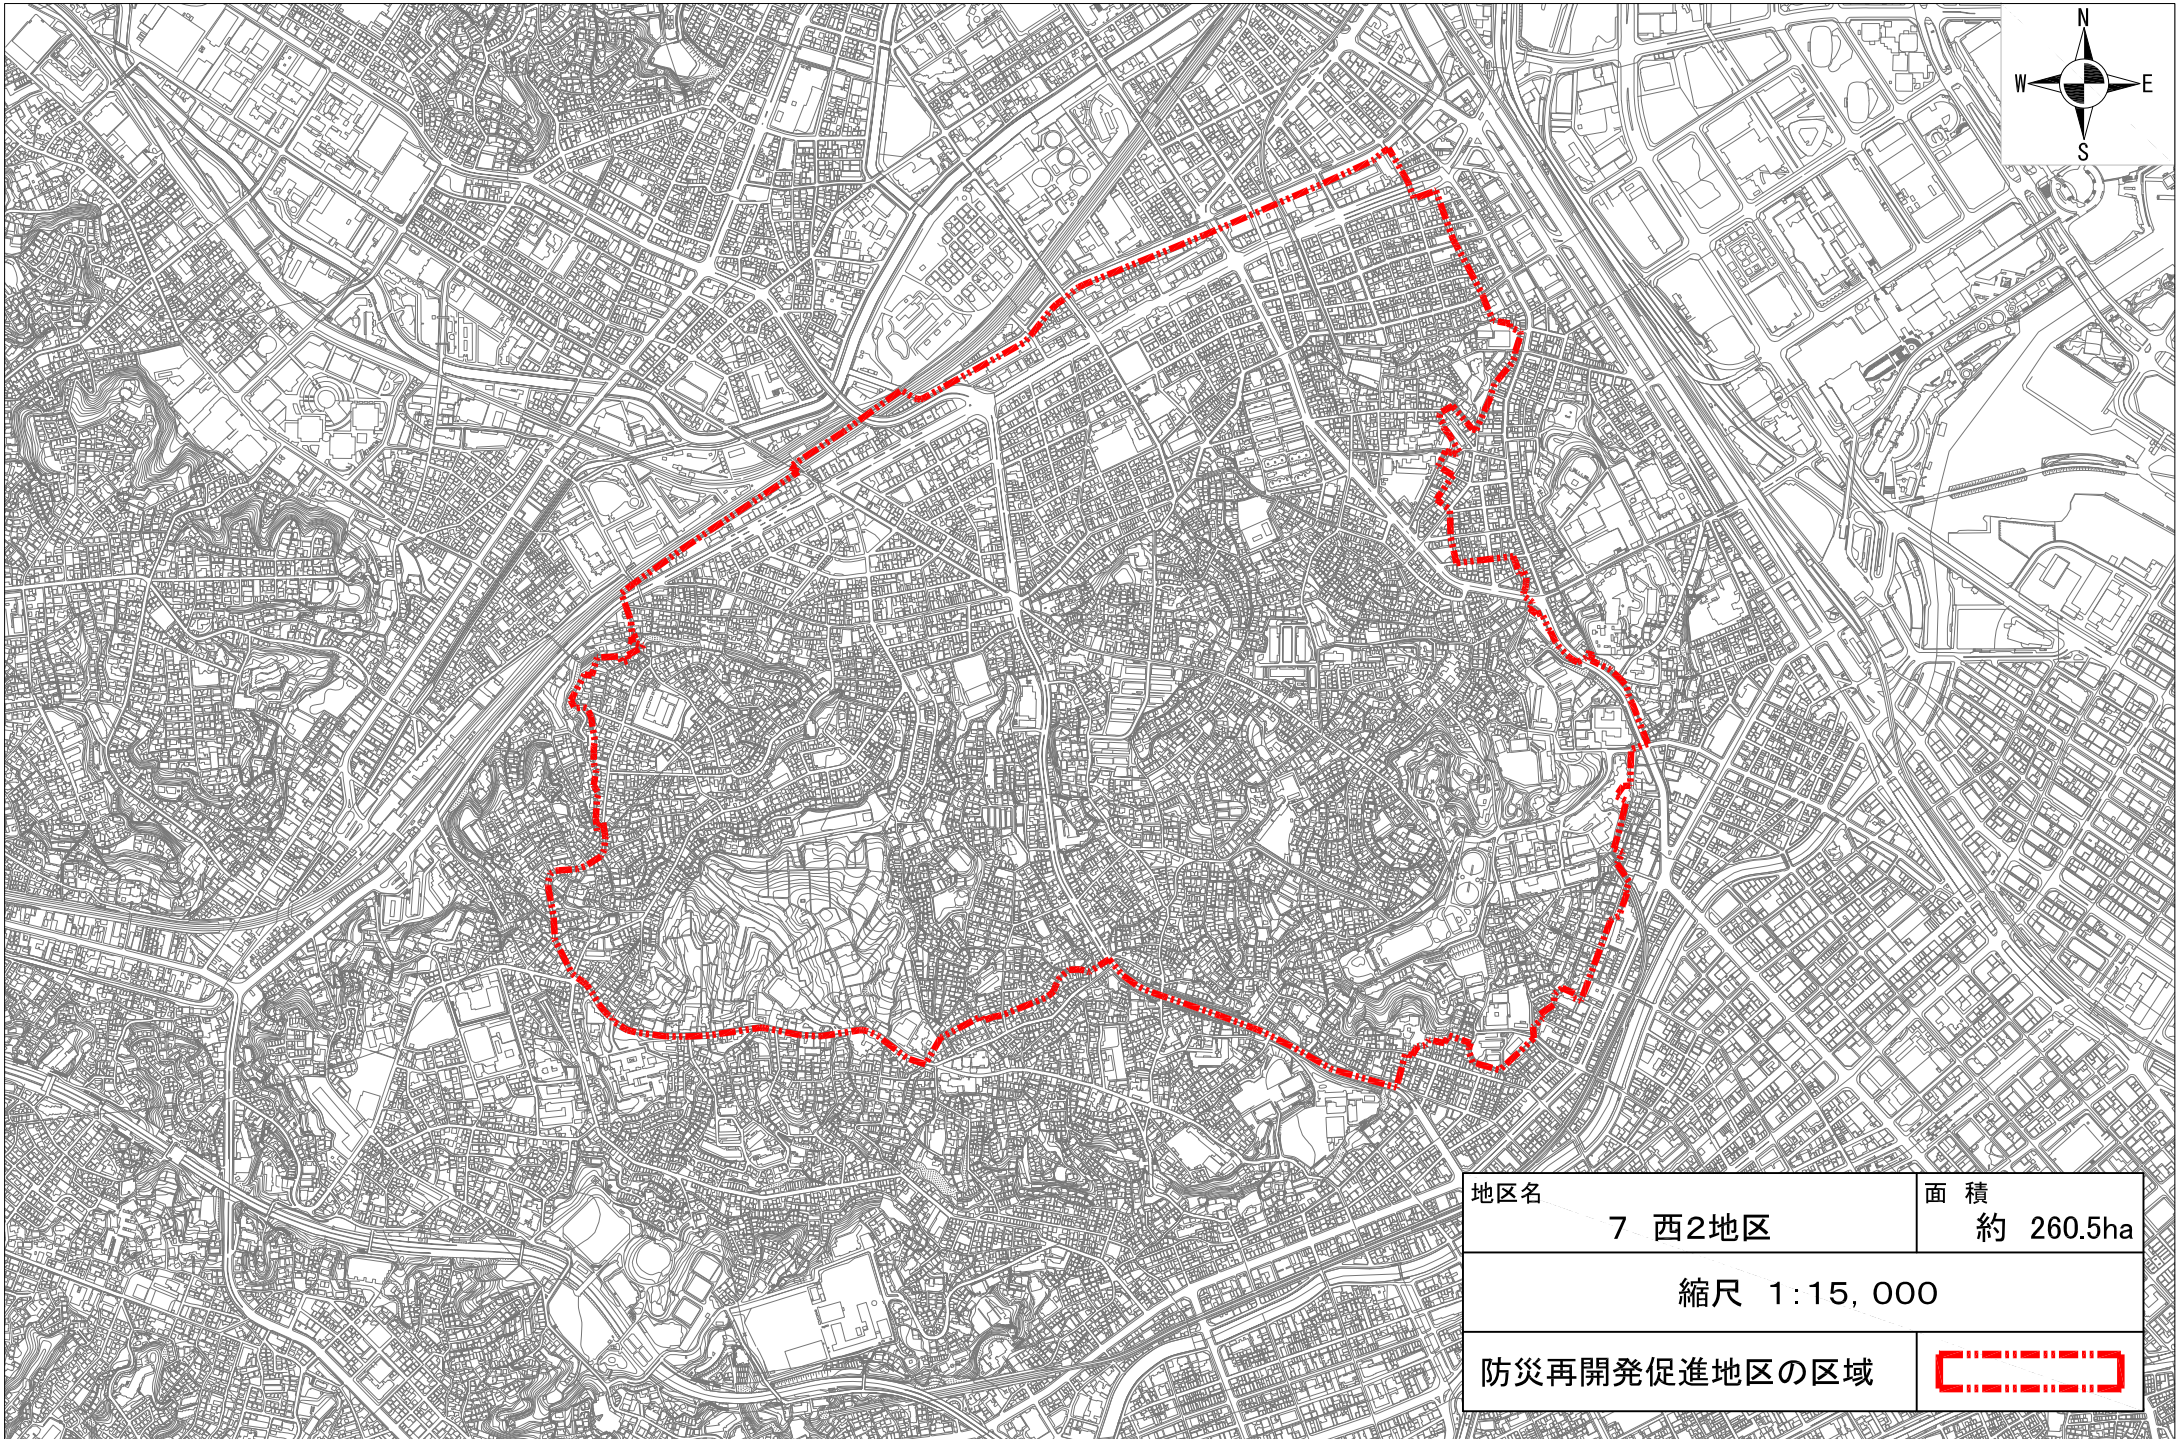 N
W E
S
地区名
7 西2地区
面 積
約 260.5ha
縮尺 1:15,000
防災再開発促進地区の区域